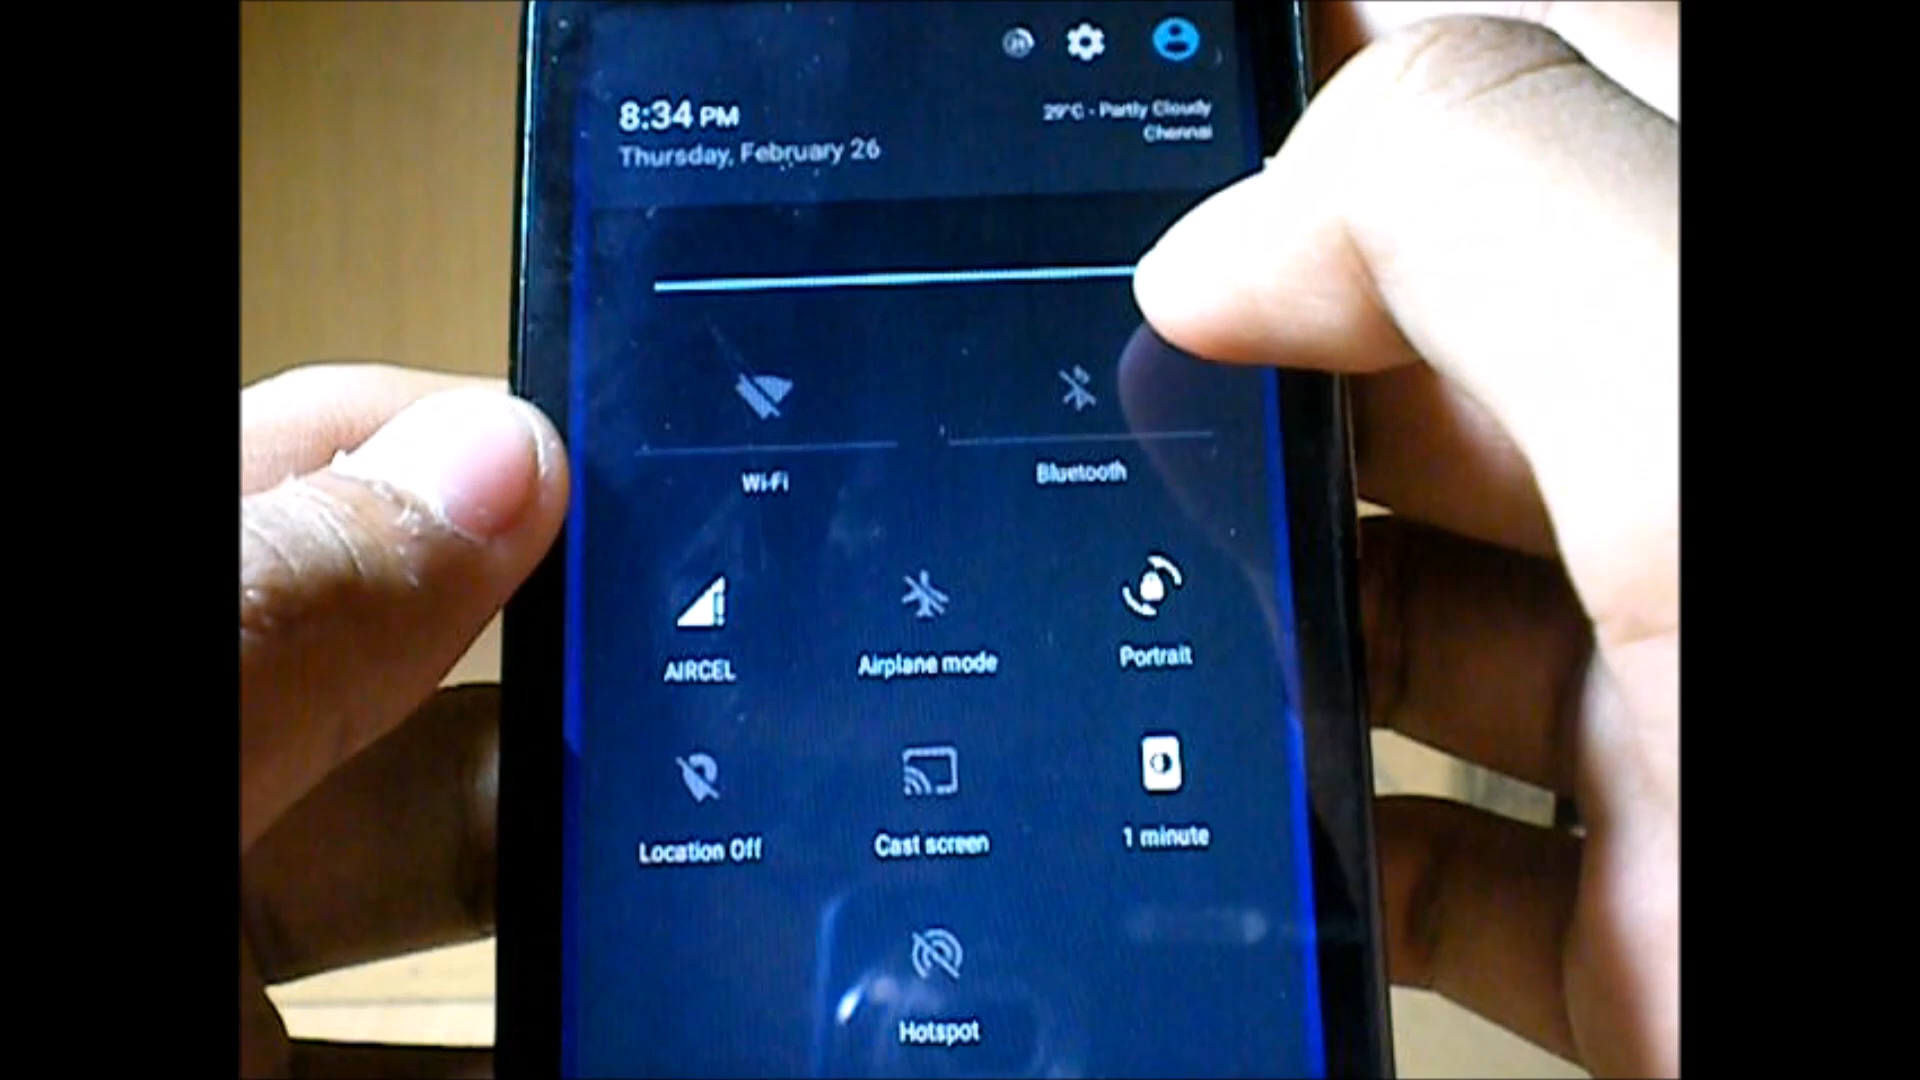 8:34 PM
Thursday, February 26
29°C - Partly Cloudy
Chennai
Wi-Fi
Bluetooth
AIRCEL
Airplane mode
Portrait
Location Off
Cast screen
1 minute
Hotspot